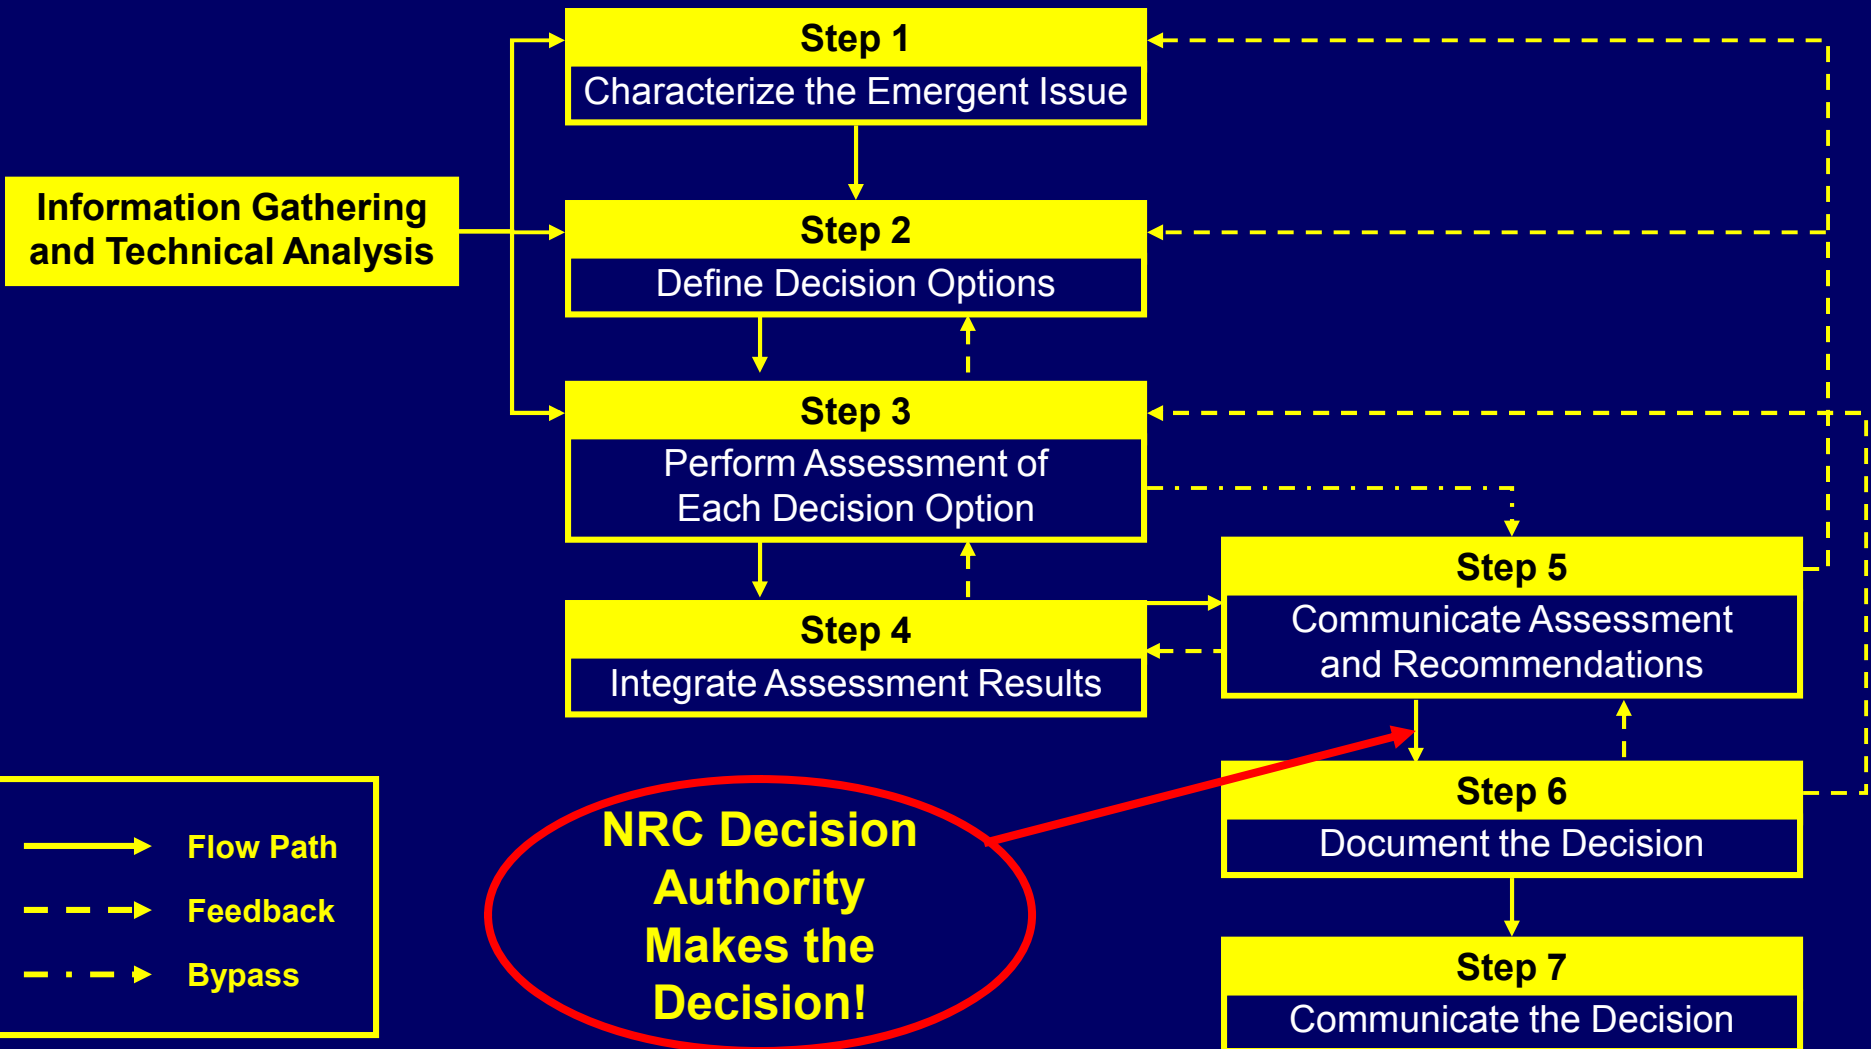 Step 1
Characterize the Emergent Issue
Information Gathering
and Technical Analysis
Step 2
Define Decision Options
Step 3
Perform Assessment of
Each Decision Option
Step 4
Integrate Assessment Results
Step 5
Communicate Assessment
and Recommendations
Step 6
Document the Decision
Step 7
Communicate the Decision
NRC Decision
Authority
Makes the
Decision!
Flow Path
Feedback
Bypass